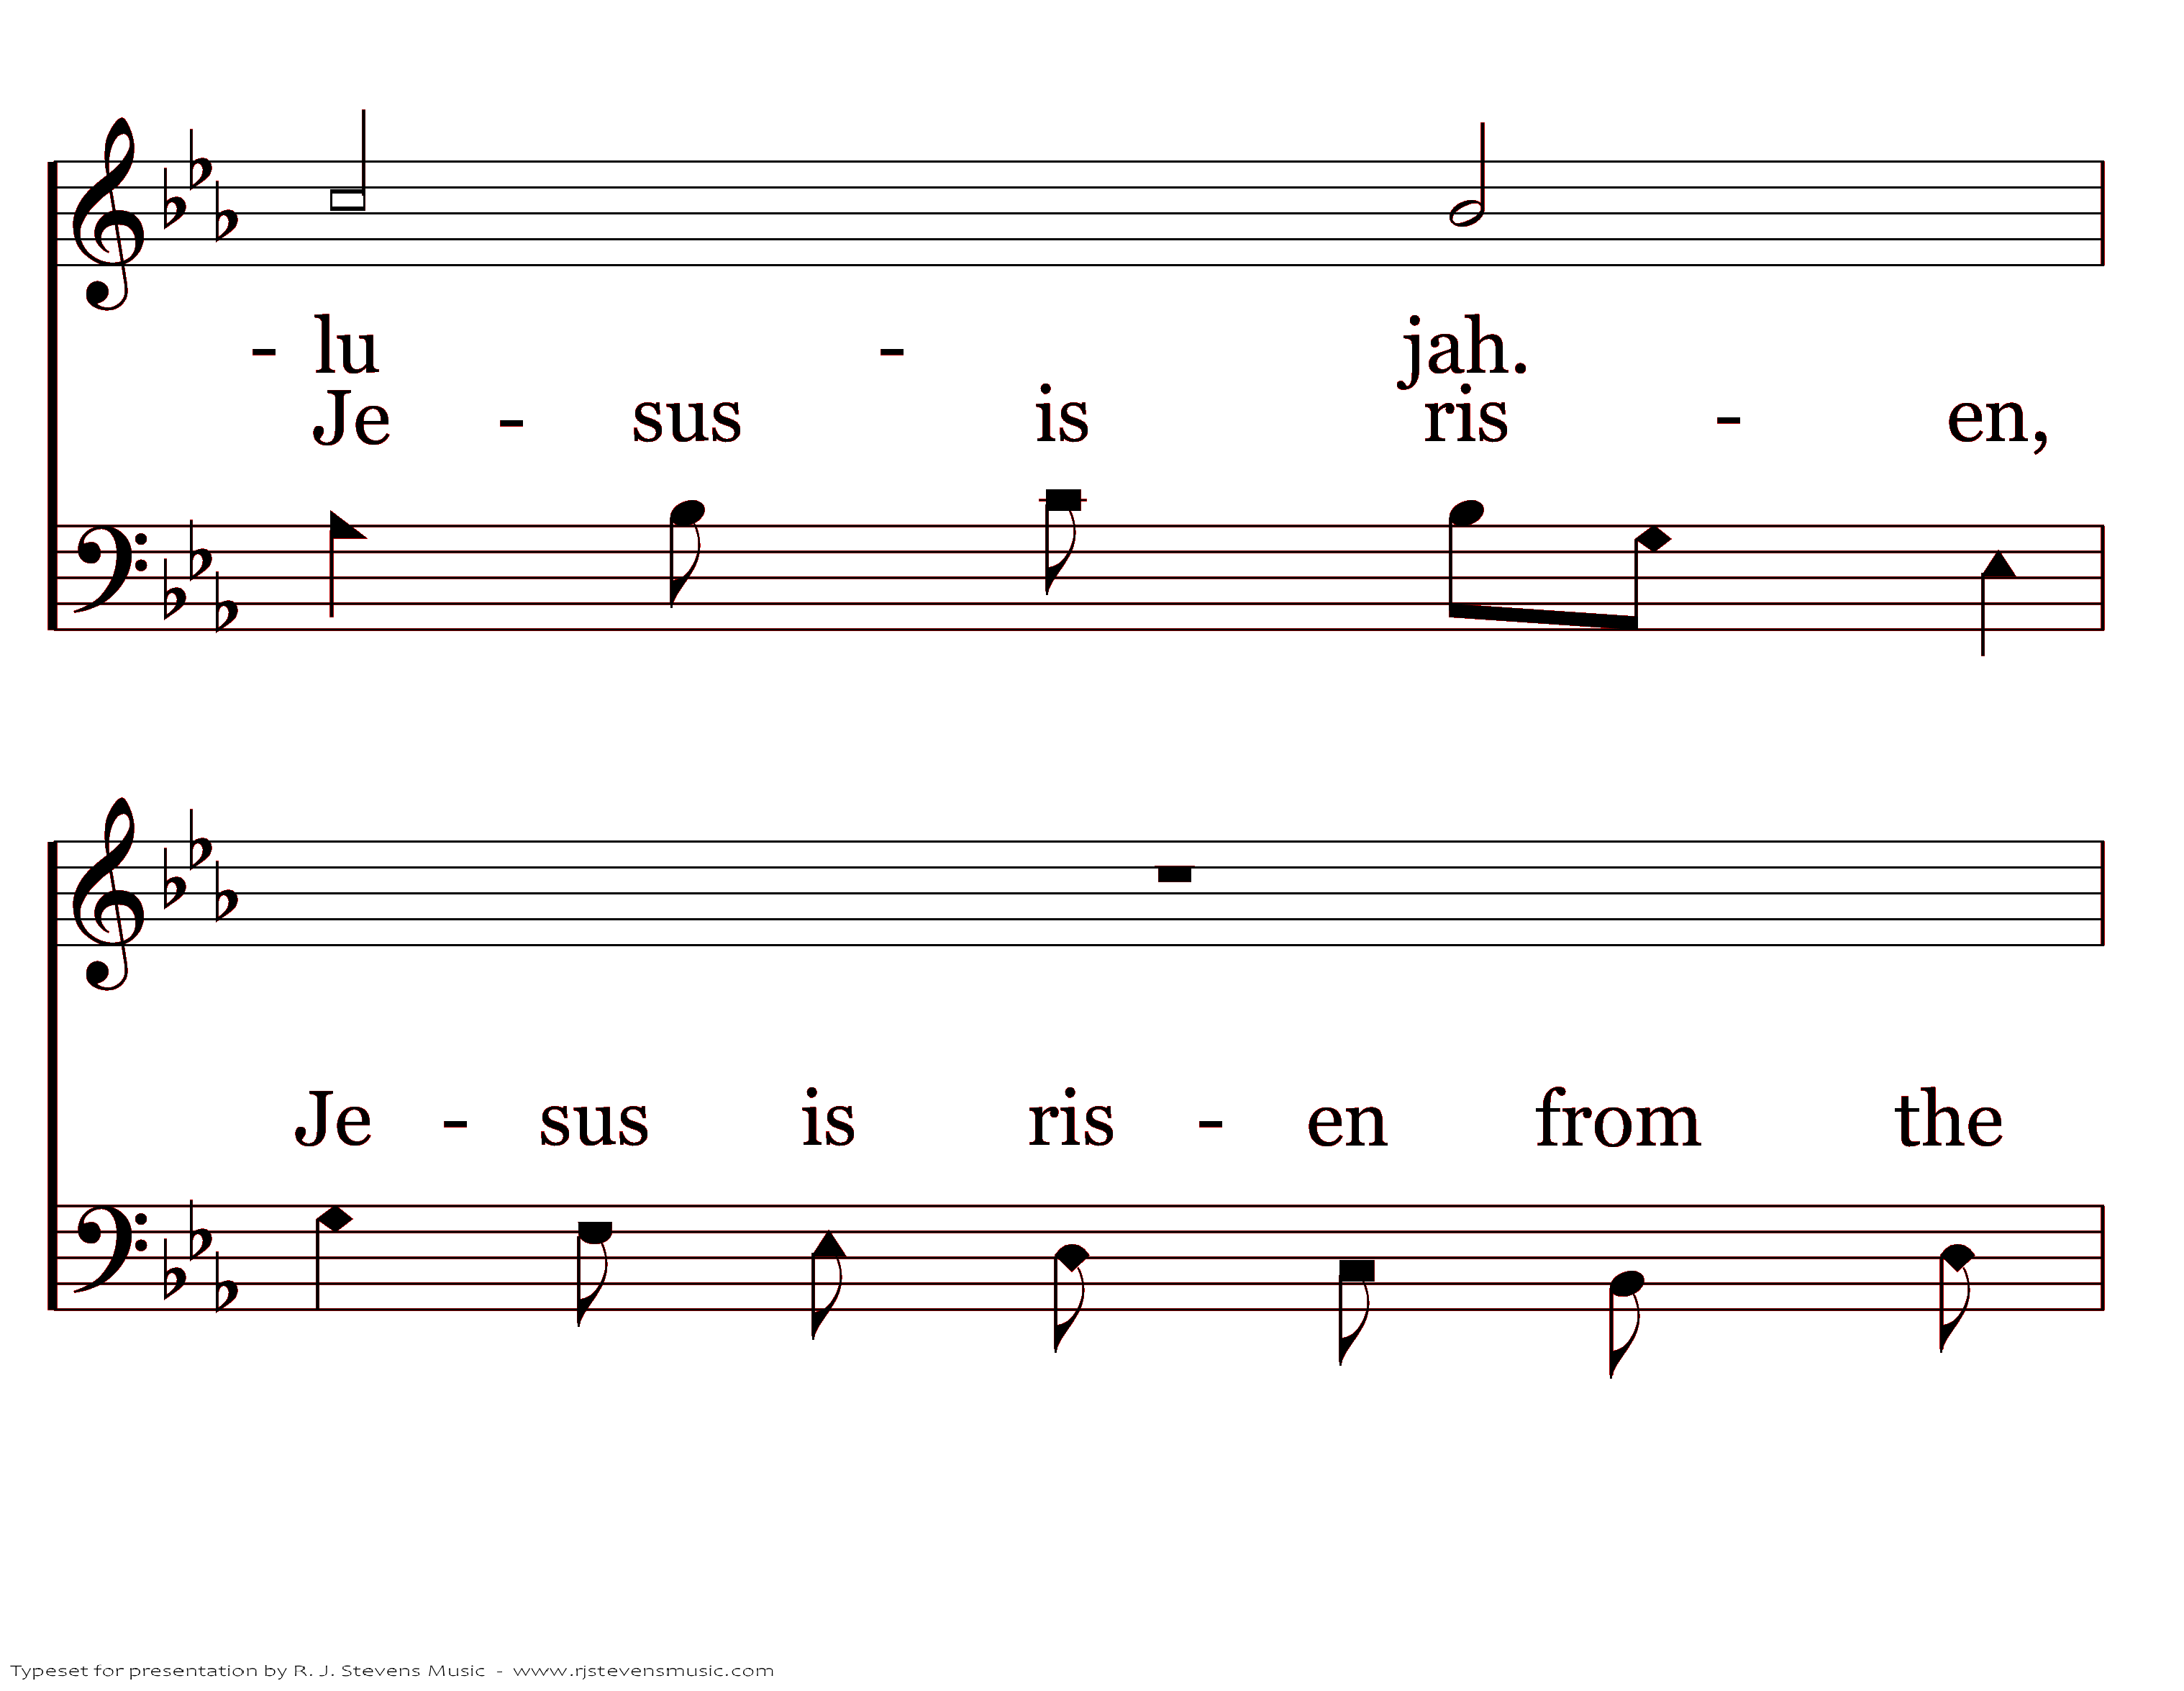 - lu - jah.
Je - sus is ris - en,
Je - sus is ris - en from the
Typeset for presentation by R. J. Stevens Music - www.rjstevensmusic.com